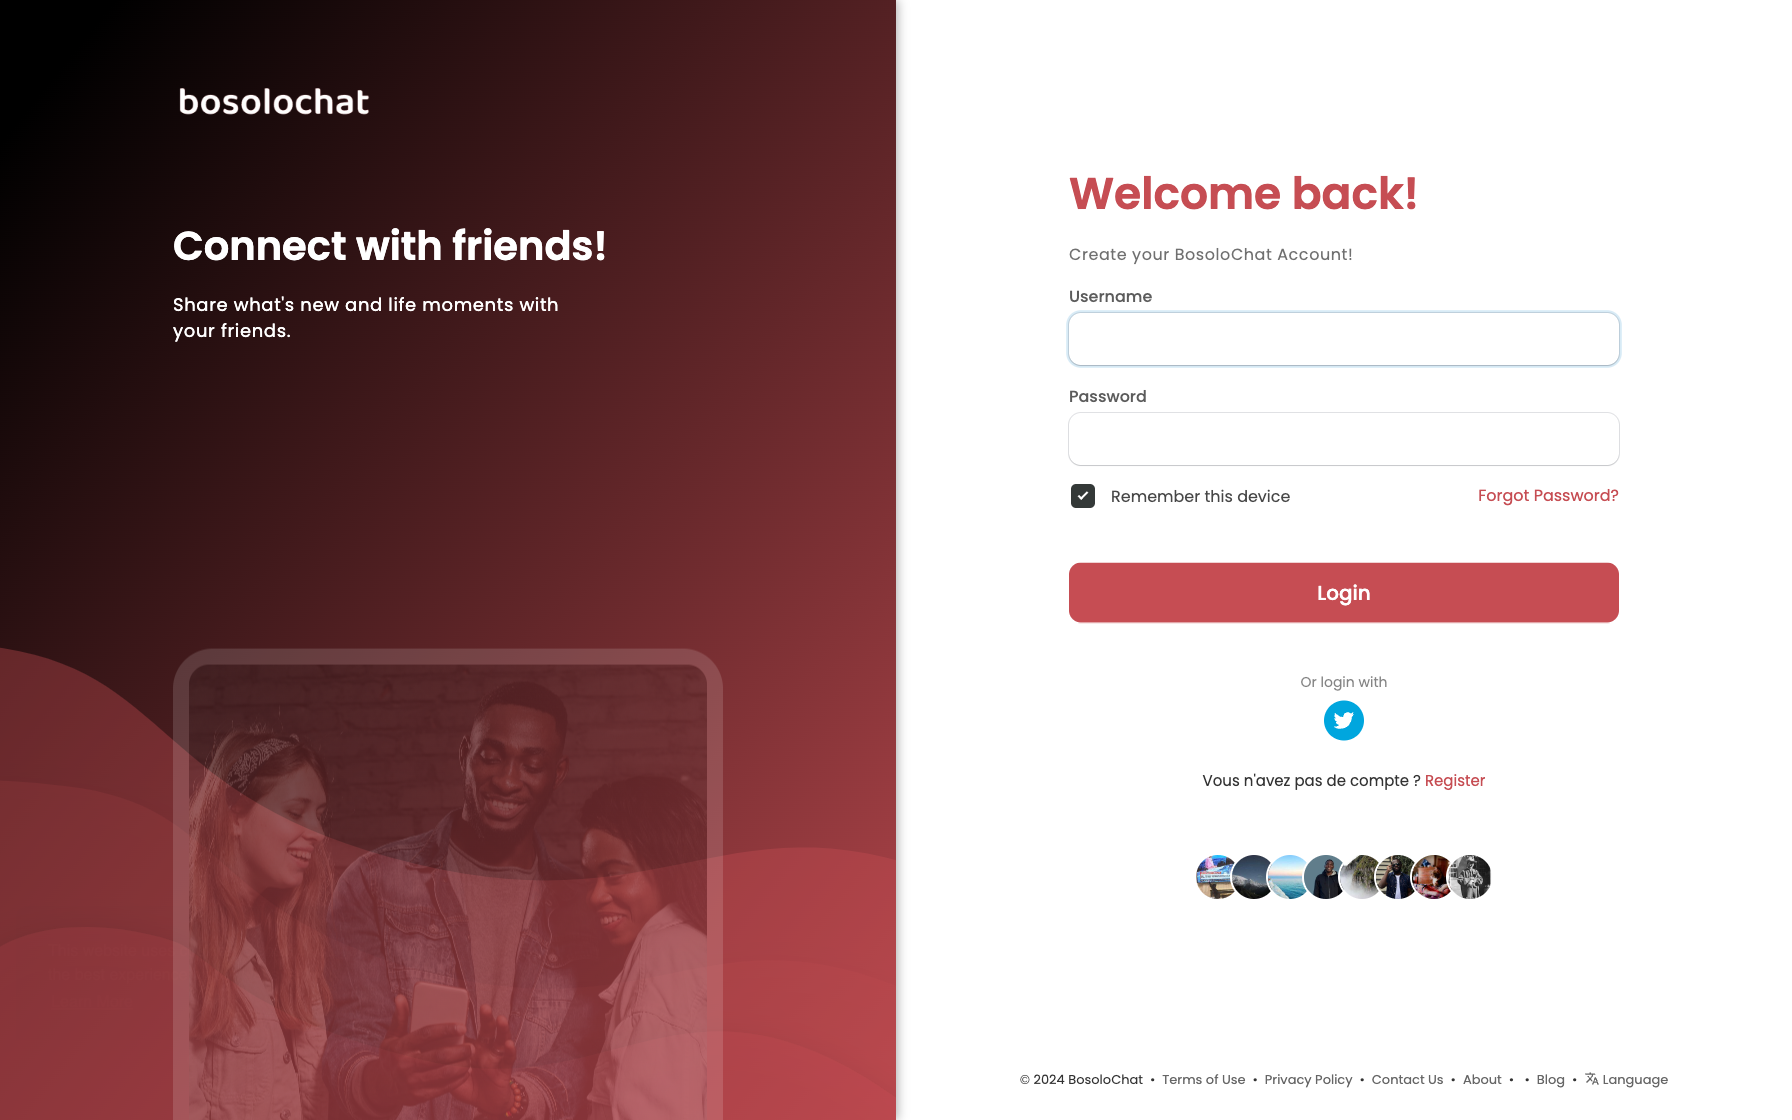 bosolochat
Connect with friends!
Share what's new and life moments with
your friends.
Welcome back!
Create your BosoloChat Account!
Username
Password
Remember this device
Forgot Password?
Login
Or login with
Vous n'avez pas de compte ? Register
© 2024 BosoloChat • Terms of Use • Privacy Policy • Contact Us • About • • Blog • Language